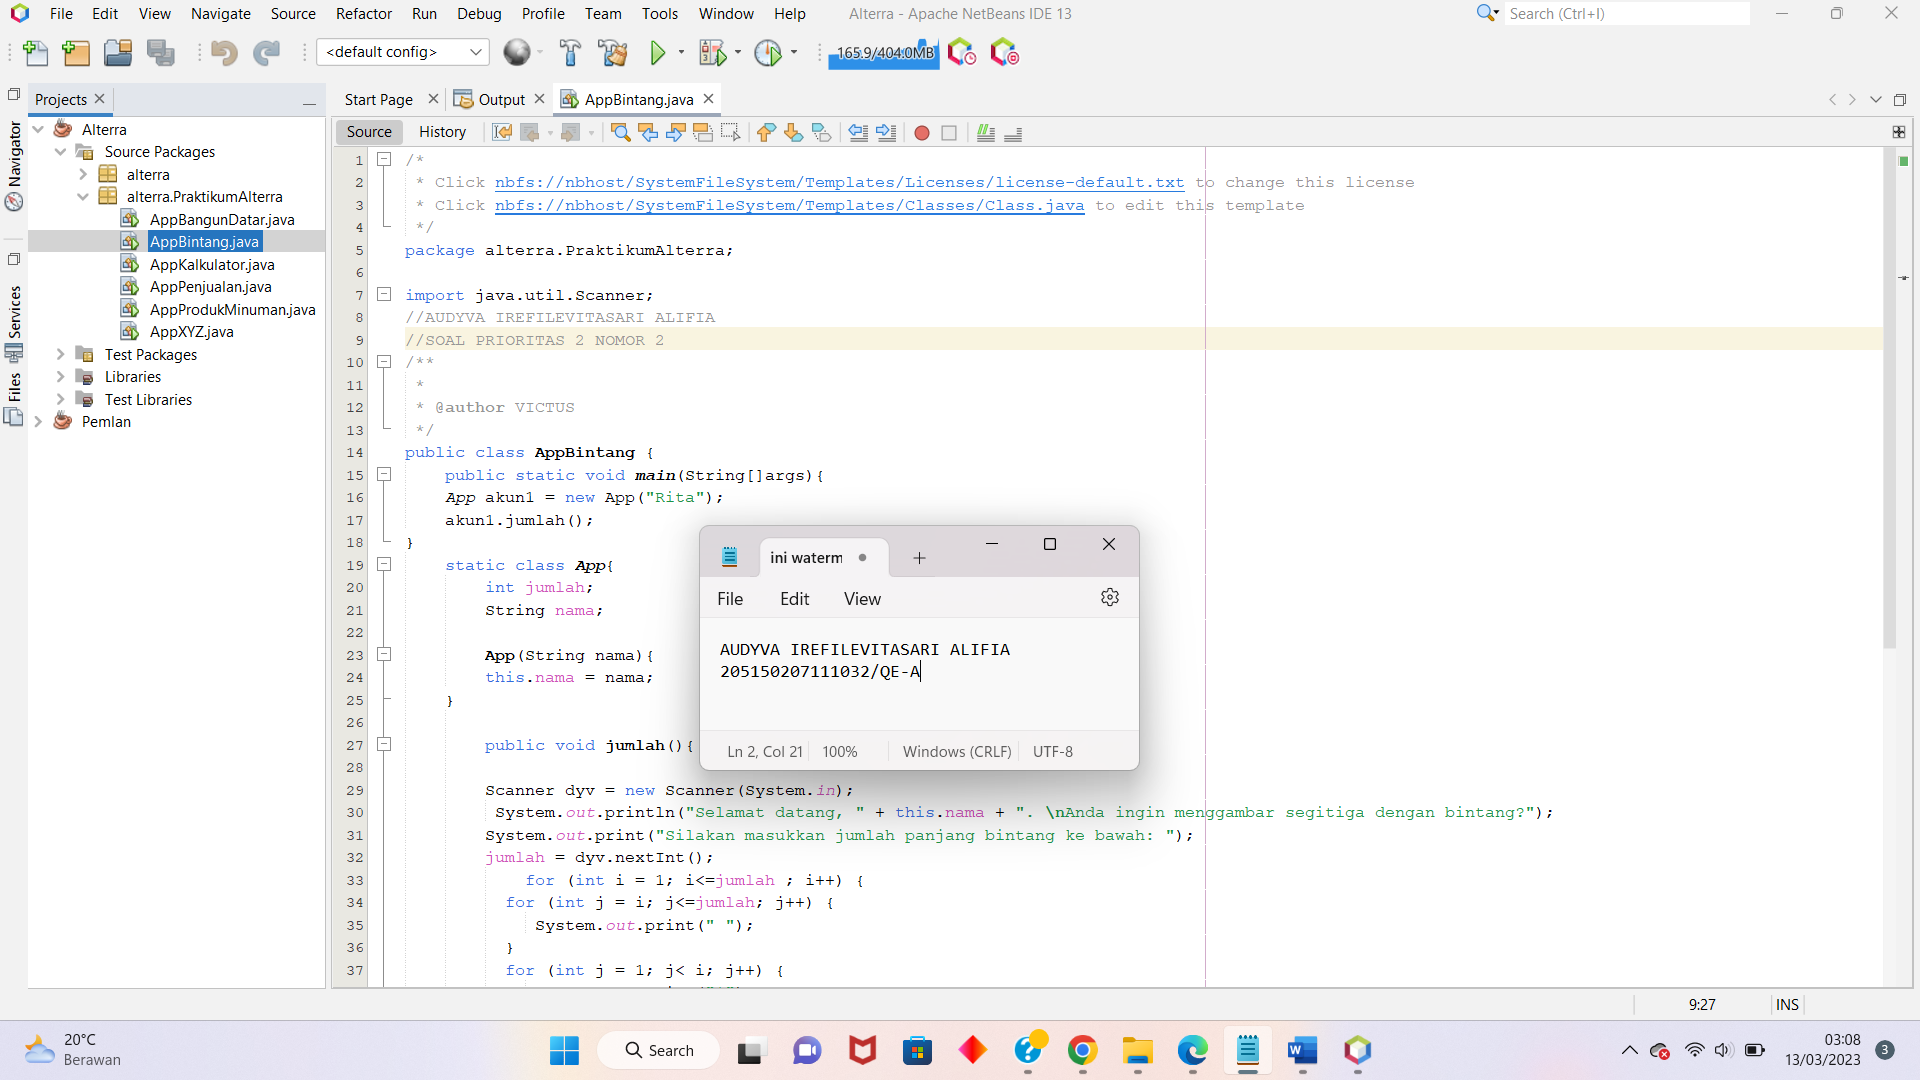 File Edit View Navigate Source Refactor Run Debug Profile Team Tools Window Help Alterra - Apache NetBeans IDE 13 Search (Ctrl+I)
<default config> 165.9/404.0MB
Projects Start Page Output AppBintang.java
Source History
Navigator
Services
Files
Alterra
Source Packages
alterra
alterra.PraktikumAlterra
AppBangunDatar.java
AppBintang.java
AppKalkulator.java
AppPenjualan.java
AppProdukMinuman.java
AppXYZ.java
Test Packages
Libraries
Test Libraries
Pemlan
1 /*
2 * Click nbfs://nbhost/SystemFileSystem/Templates/Licenses/license-default.txt to change this license
3 * Click nbfs://nbhost/SystemFileSystem/Templates/Classes/Class.java to edit this template
4 */
5 package alterra.PraktikumAlterra;
6
7 import java.util.Scanner;
8 //AUDYVA IREFILEVITASARI ALIFIA
9 //SOAL PRIORITAS 2 NOMOR 2
10 /**
11 *
12 * @author VICTUS
13 */
14 public class AppBintang {
15 public static void main(String[]args){
16 App akun1 = new App("Rita");
17 akun1.jumlah();
18 }
19 static class App{
20 int jumlah;
21 String nama;
22
23 App(String nama){
24 this.nama = nama;
25 }
26
27 public void jumlah(){
28
29 Scanner dyv = new Scanner(System.in);
30 System.out.println("Selamat datang, " + this.nama + ". \nAnda ingin menggambar segitiga dengan bintang?");
31 System.out.print("Silakan masukkan jumlah panjang bintang ke bawah: ");
32 jumlah = dyv.nextInt();
33 for (int i = 1; i<=jumlah ; i++) {
34 for (int j = i; j<=jumlah; j++) {
35 System.out.print(" ");
36 }
37 for (int j = 1; j< i; j++) {
ini waterm
File Edit View
AUDYVA IREFILEVITASARI ALIFIA
205150207111032/QE-A
Ln 2, Col 21 100% Windows (CRLF) UTF-8
9:27 INS
20°C
Berawan
Search
03:08
13/03/2023
3